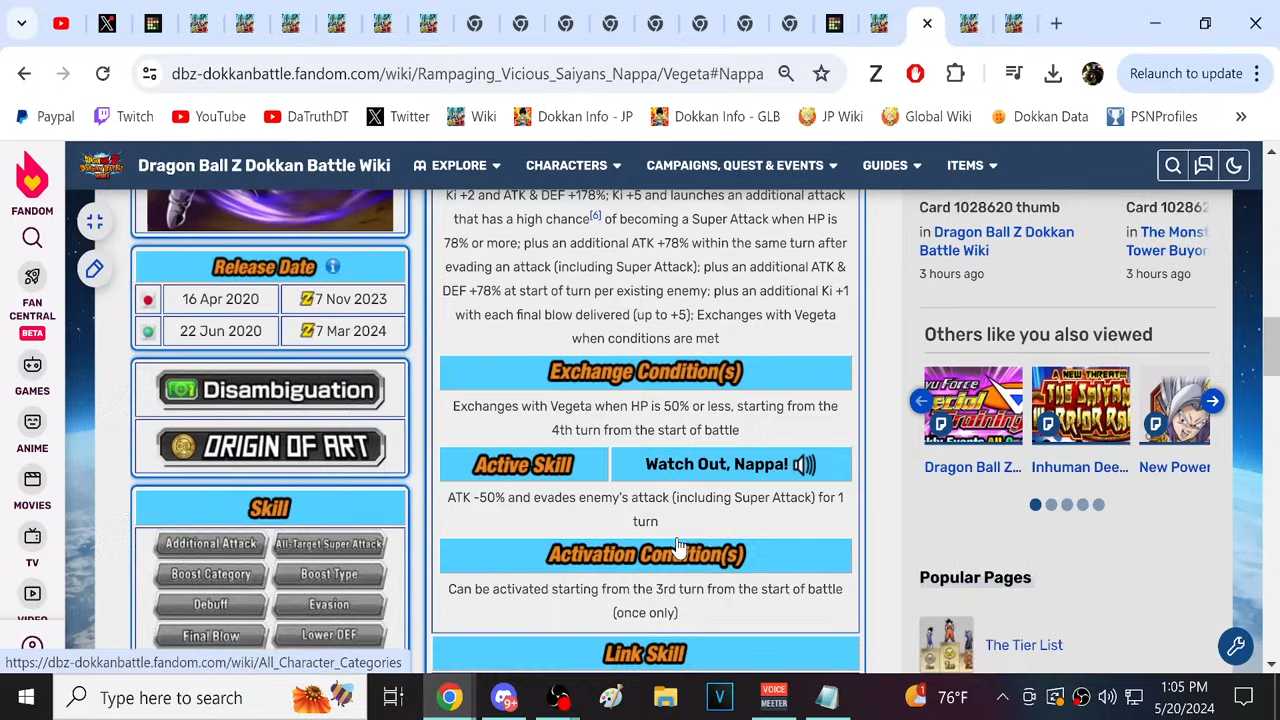 dbz-dokkanbattle.fandom.com/wiki/Rampaging_Vicious_Saiyans_Nappa/Vegeta#Nappa
Relaunch to update
Paypal
Twitch
YouTube
DaTruthDT
Twitter
Wiki
Dokkan Info - JP
Dokkan Info - GLB
JP Wiki
Global Wiki
Dokkan Data
PSNProfiles
Dragon Ball Z Dokkan Battle Wiki
EXPLORE
CHARACTERS
CAMPAIGNS, QUEST & EVENTS
GUIDES
ITEMS
FANDOM
FAN
CENTRAL
BETA
GAMES
ANIME
MOVIES
TV
VIDEO
Release Date
16 Apr 2020
7 Nov 2023
22 Jun 2020
7 Mar 2024
Disambiguation
ORIGIN OF ART
Skill
Additional Attack
All-Target Super Attack
Boost Category
Boost Type
Debuff
Evasion
Final Blow
Lower DEF
Ki +2 and ATK & DEF +178%; Ki +5 and launches an additional attack
that has a high chance[6] of becoming a Super Attack when HP is
78% or more; plus an additional ATK +78% within the same turn after
evading an attack (including Super Attack); plus an additional ATK &
DEF +78% at start of turn per existing enemy; plus an additional Ki +1
with each final blow delivered (up to +5); Exchanges with Vegeta
when conditions are met
Exchange Condition(s)
Exchanges with Vegeta when HP is 50% or less, starting from the
4th turn from the start of battle
Active Skill
Watch Out, Nappa!
ATK -50% and evades enemy's attack (including Super Attack) for 1
turn
Activation Condition(s)
Can be activated starting from the 3rd turn from the start of battle
(once only)
Link Skill
Card 1028620 thumb
in Dragon Ball Z Dokkan
Battle Wiki
3 hours ago
Card 10286
in The Mons
Tower Buyon
3 hours ago
Others like you also viewed
A NEW THREAT!!!
Dragon Ball Z...
Inhuman Dee...
New Power
Popular Pages
The Tier List
https://dbz-dokkanbattle.fandom.com/wiki/All_Character_Categories
Type here to search
9+
VOICE
MEETER
76°F
1:05 PM
5/20/2024